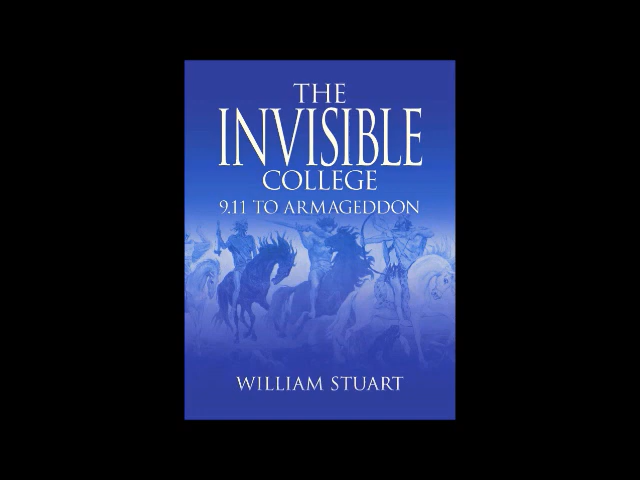 THE
INVISIBLE
COLLEGE
9.11 TO ARMAGEDDON
WILLIAM STUART